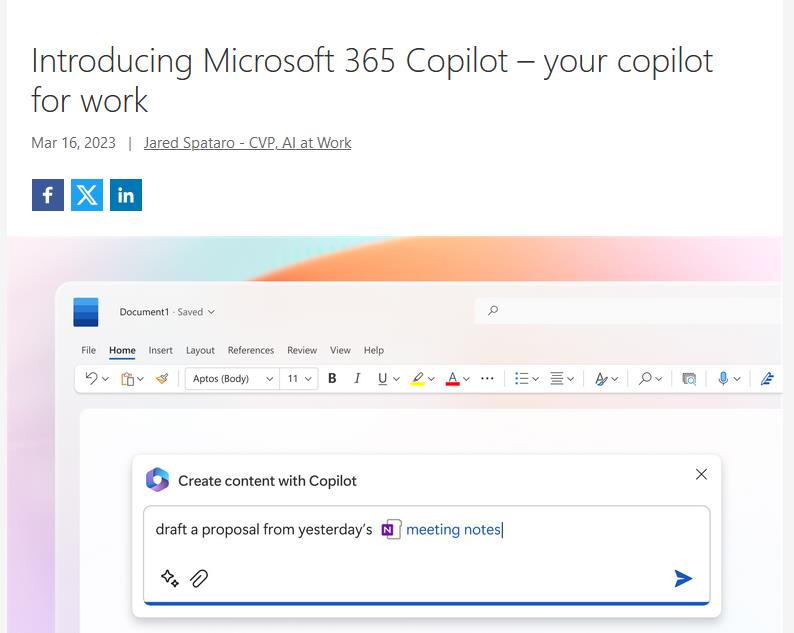 Introducing Microsoft 365 Copilot – your copilot
for work
Mar 16, 2023 | Jared Spataro - CVP, AI at Work
f X in
Document1 · Saved
File Home Insert Layout References Review View Help
Aptos (Body) 11 B I U A ...
Create content with Copilot
draft a proposal from yesterday's N meeting notes